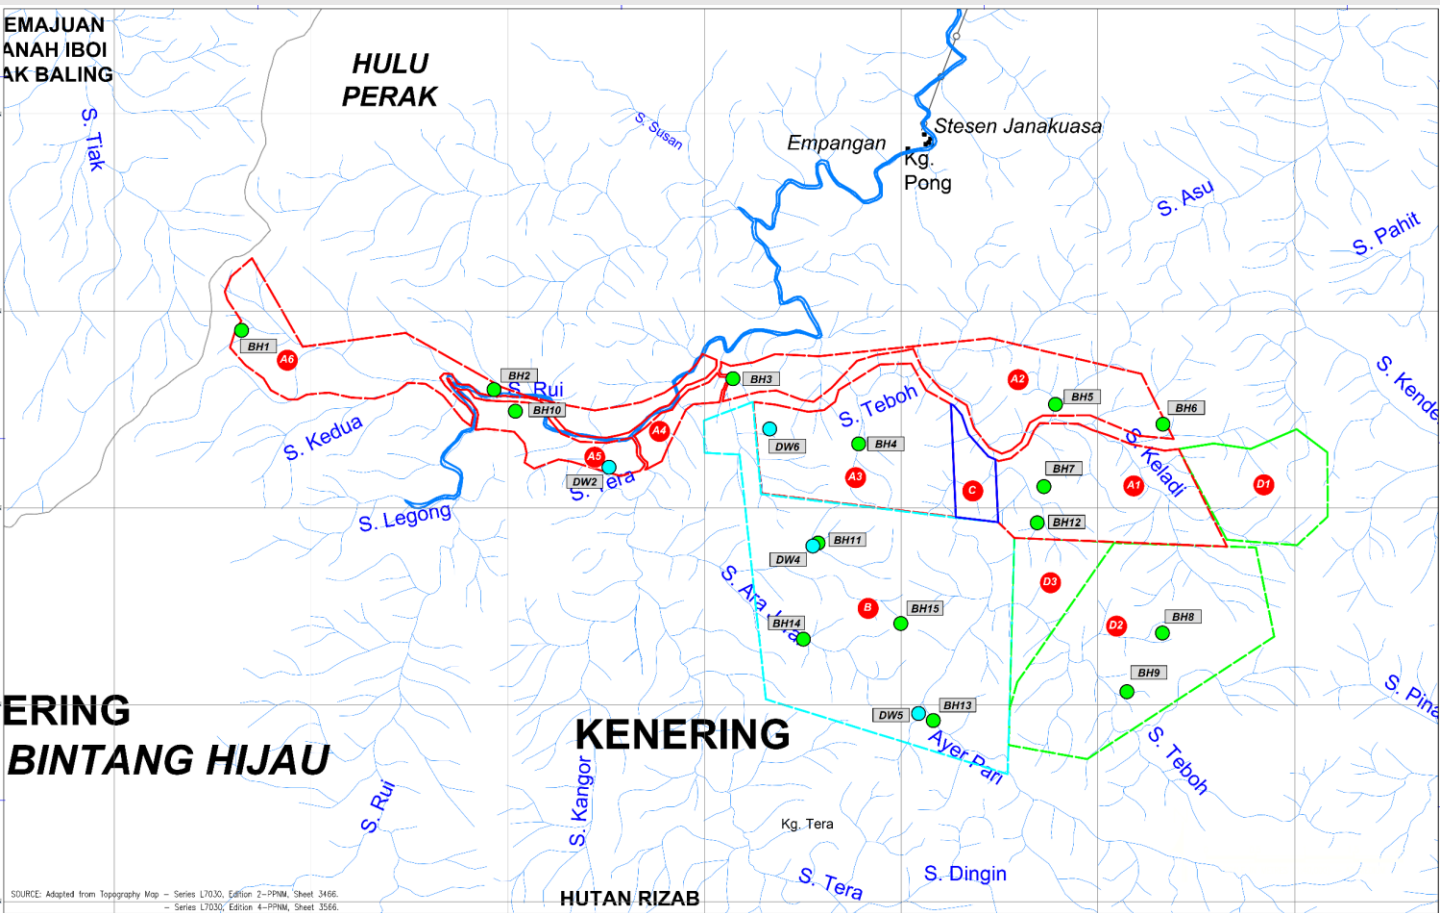 EMAJUAN
ANAH IBOI
AK BALING
HULU
PERAK
S. Tiak
S. Susan
Empangan
Stesen Janakuasa
Kg.
Pong
S. Asu
S. Pahit
BH1
A6
BH2
S. Rui
BH10
BH3
A2
BH5
BH6
S. Kende
S. Kedua
A4
A5
DW2
S. Tera
S. Legong
DW6
S. Teboh
BH4
A3
C
BH7
A1
S. Keladi
D1
BH12
BH11
DW4
S. Ara
B
BH14
BH15
D3
D2
BH8
BH9
DW5
BH13
Ayer Pari
S. Pina
S. Teboh
ERING
BINTANG HIJAU
KENERING
S. Rui
S. Kangor
Kg. Tera
S. Tera
S. Dingin
HUTAN RIZAB
SOURCE: Adapted from Topography Map - Series L7030, Edition 2-PPNM, Sheet 3466.
- Series L7030, Edition 4-PPNM, Sheet 3566.